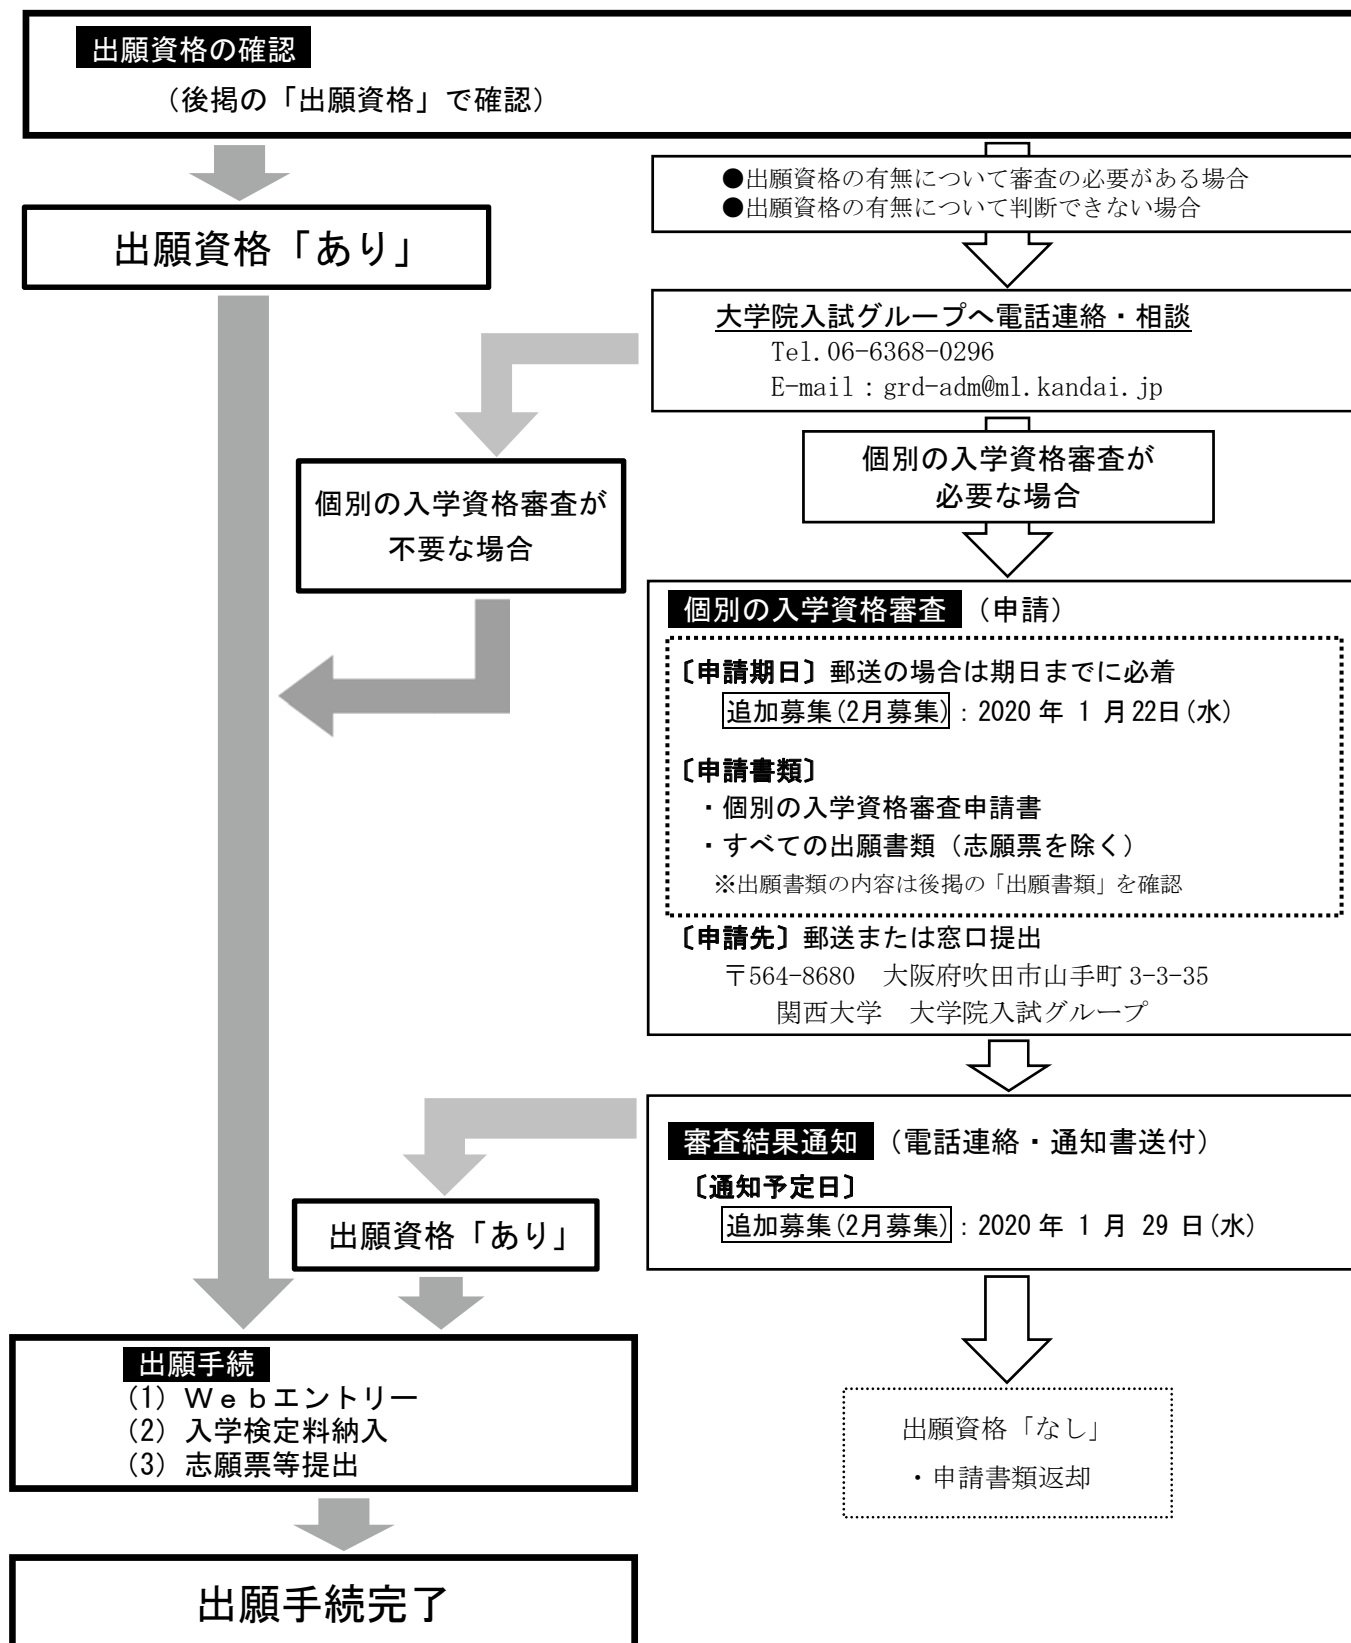 出願資格の確認
（後掲の「出願資格」で確認）
●出願資格の有無について審査の必要がある場合
●出願資格の有無について判断できない場合
出願資格「あり」
大学院入試グループへ電話連絡・相談
Tel.06-6368-0296
E-mail：grd-adm@ml.kandai.jp
個別の入学資格審査が
必要な場合
個別の入学資格審査が
不要な場合
個別の入学資格審査（申請）
〔申請期日〕郵送の場合は期日までに必着
追加募集(2月募集)：2020 年 1 月22日(水)
〔申請書類〕
・個別の入学資格審査申請書
・すべての出願書類（志願票を除く）
※出願書類の内容は後掲の「出願書類」を確認
〔申請先〕郵送または窓口提出
〒564-8680　大阪府吹田市山手町 3-3-35
関西大学　大学院入試グループ
審査結果通知（電話連絡・通知書送付）
〔通知予定日〕
追加募集(2月募集)：2020 年 1 月 29 日(水)
出願資格「あり」
出願手続
(1) Ｗｅｂエントリー
(2) 入学検定料納入
(3) 志願票等提出
出願資格「なし」
・申請書類返却
出願手続完了